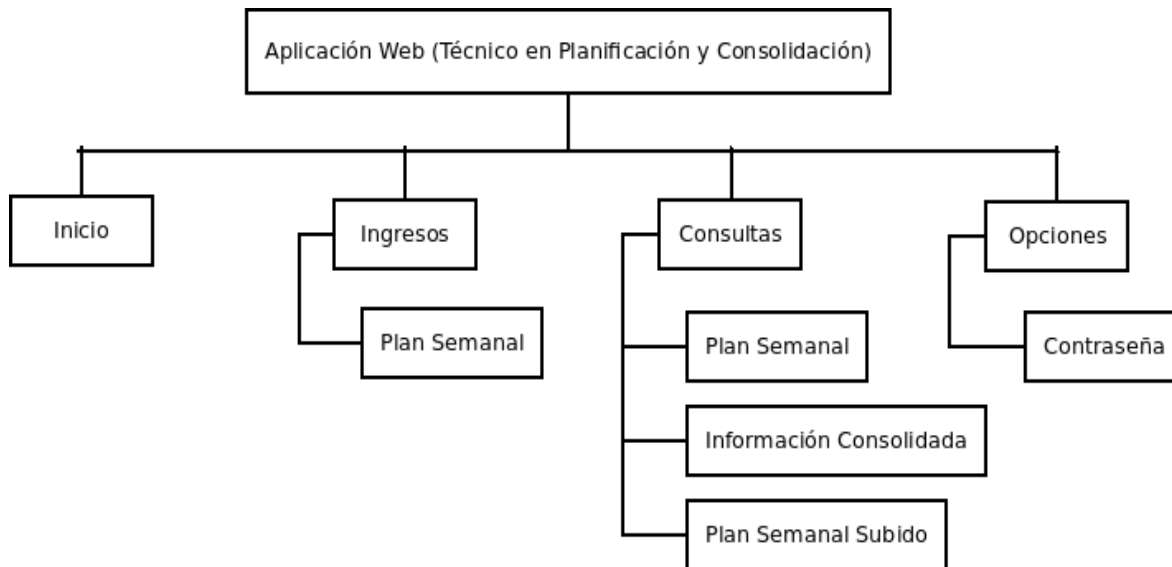 Aplicación Web (Técnico en Planificación y Consolidación)
Inicio
Ingresos
Consultas
Opciones
Plan Semanal
Plan Semanal
Contraseña
Información Consolidada
Plan Semanal Subido